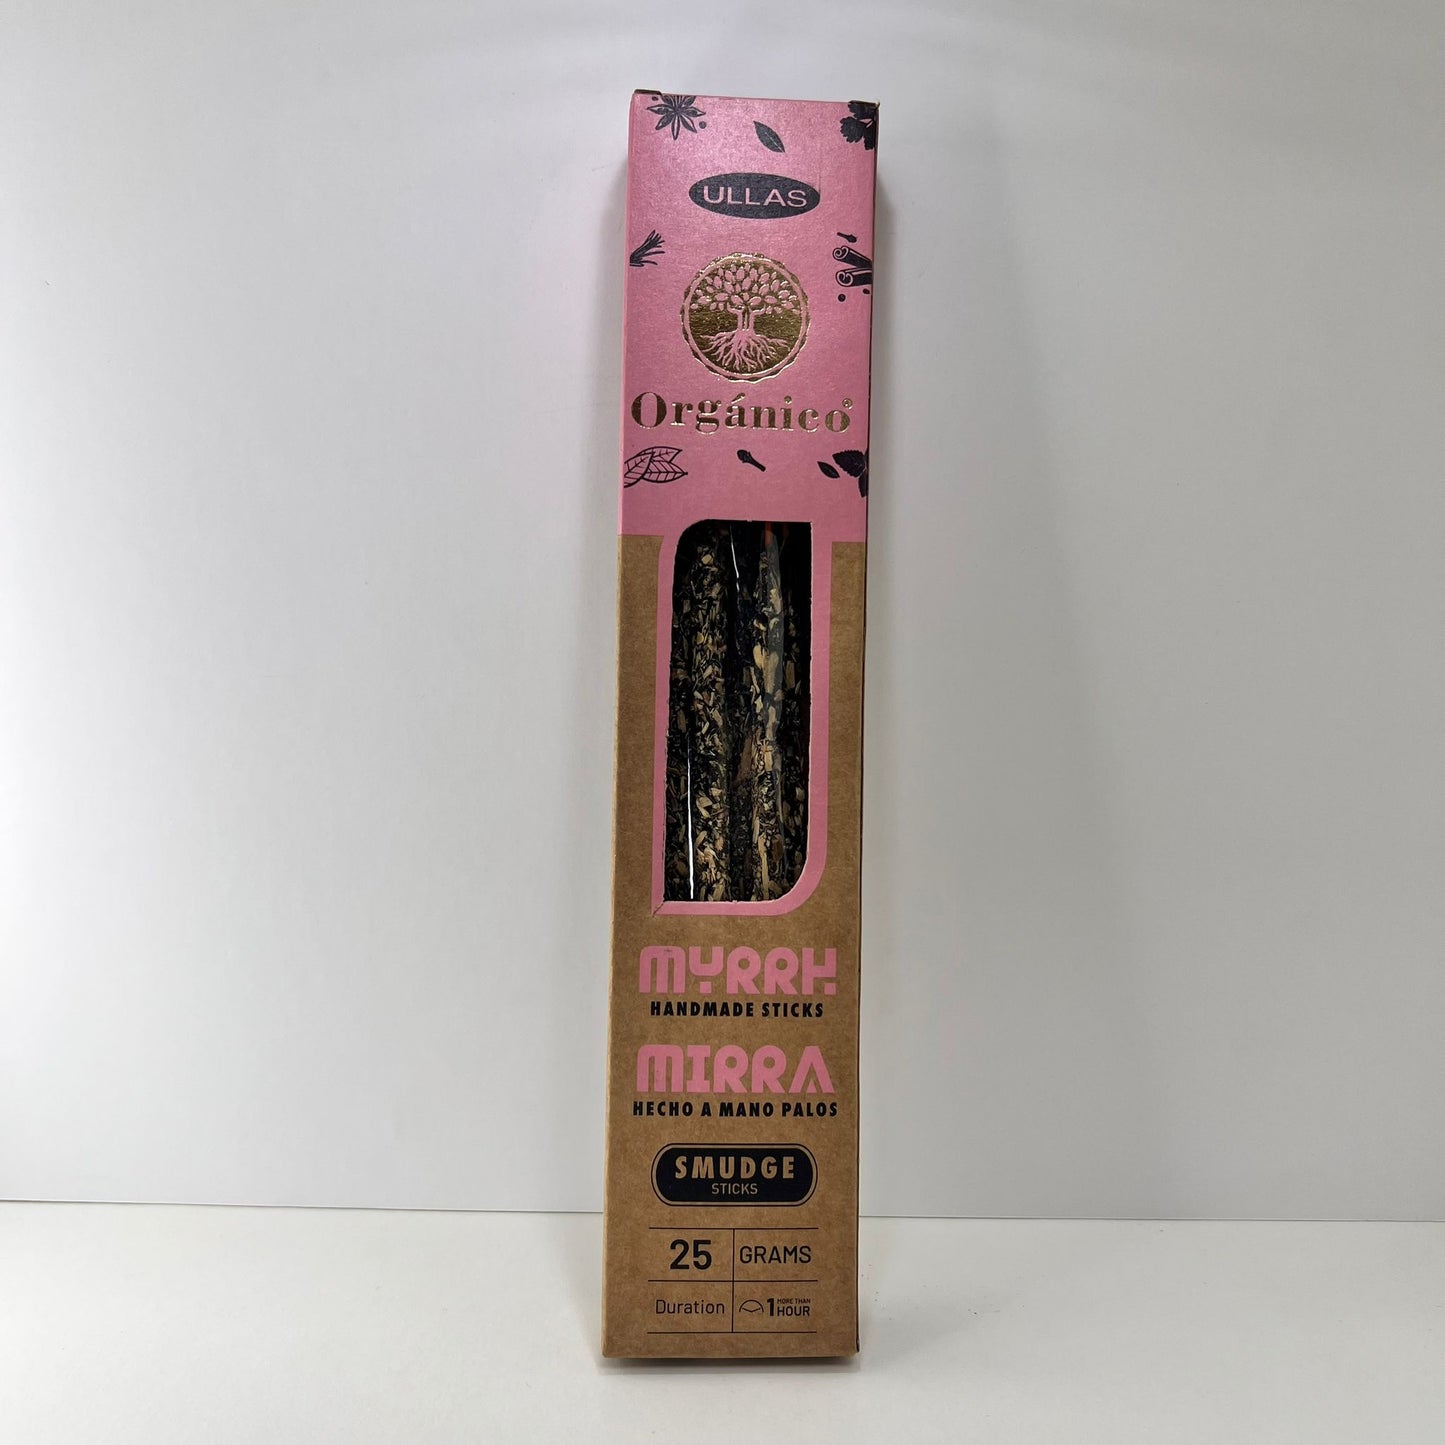 ULLAS
Orgánico®
MYRRH
HANDMADE STICKS
MIRRA
HECHO A MANO PALOS
SMUDGE
STICKS
25 GRAMS
Duration 1 MORE THAN HOUR